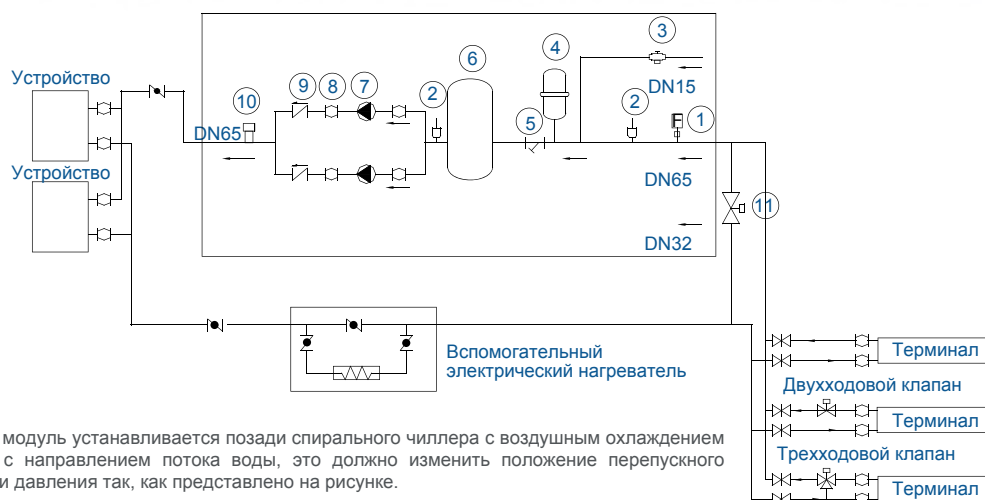 3
4
6
Устройство
DN15
9
8
7
2
2
1
10
F
DN65
5
Устройство
DN65
11
DN32
Вспомогательный
электрический нагреватель
Терминал
Двухходовой клапан
Терминал
Трехходовой клапан
Терминал
модуль устанавливается позади спирального чиллера с воздушным охлаждением
с направлением потока воды, это должно изменить положение перепускного
и давления так, как представлено на рисунке.